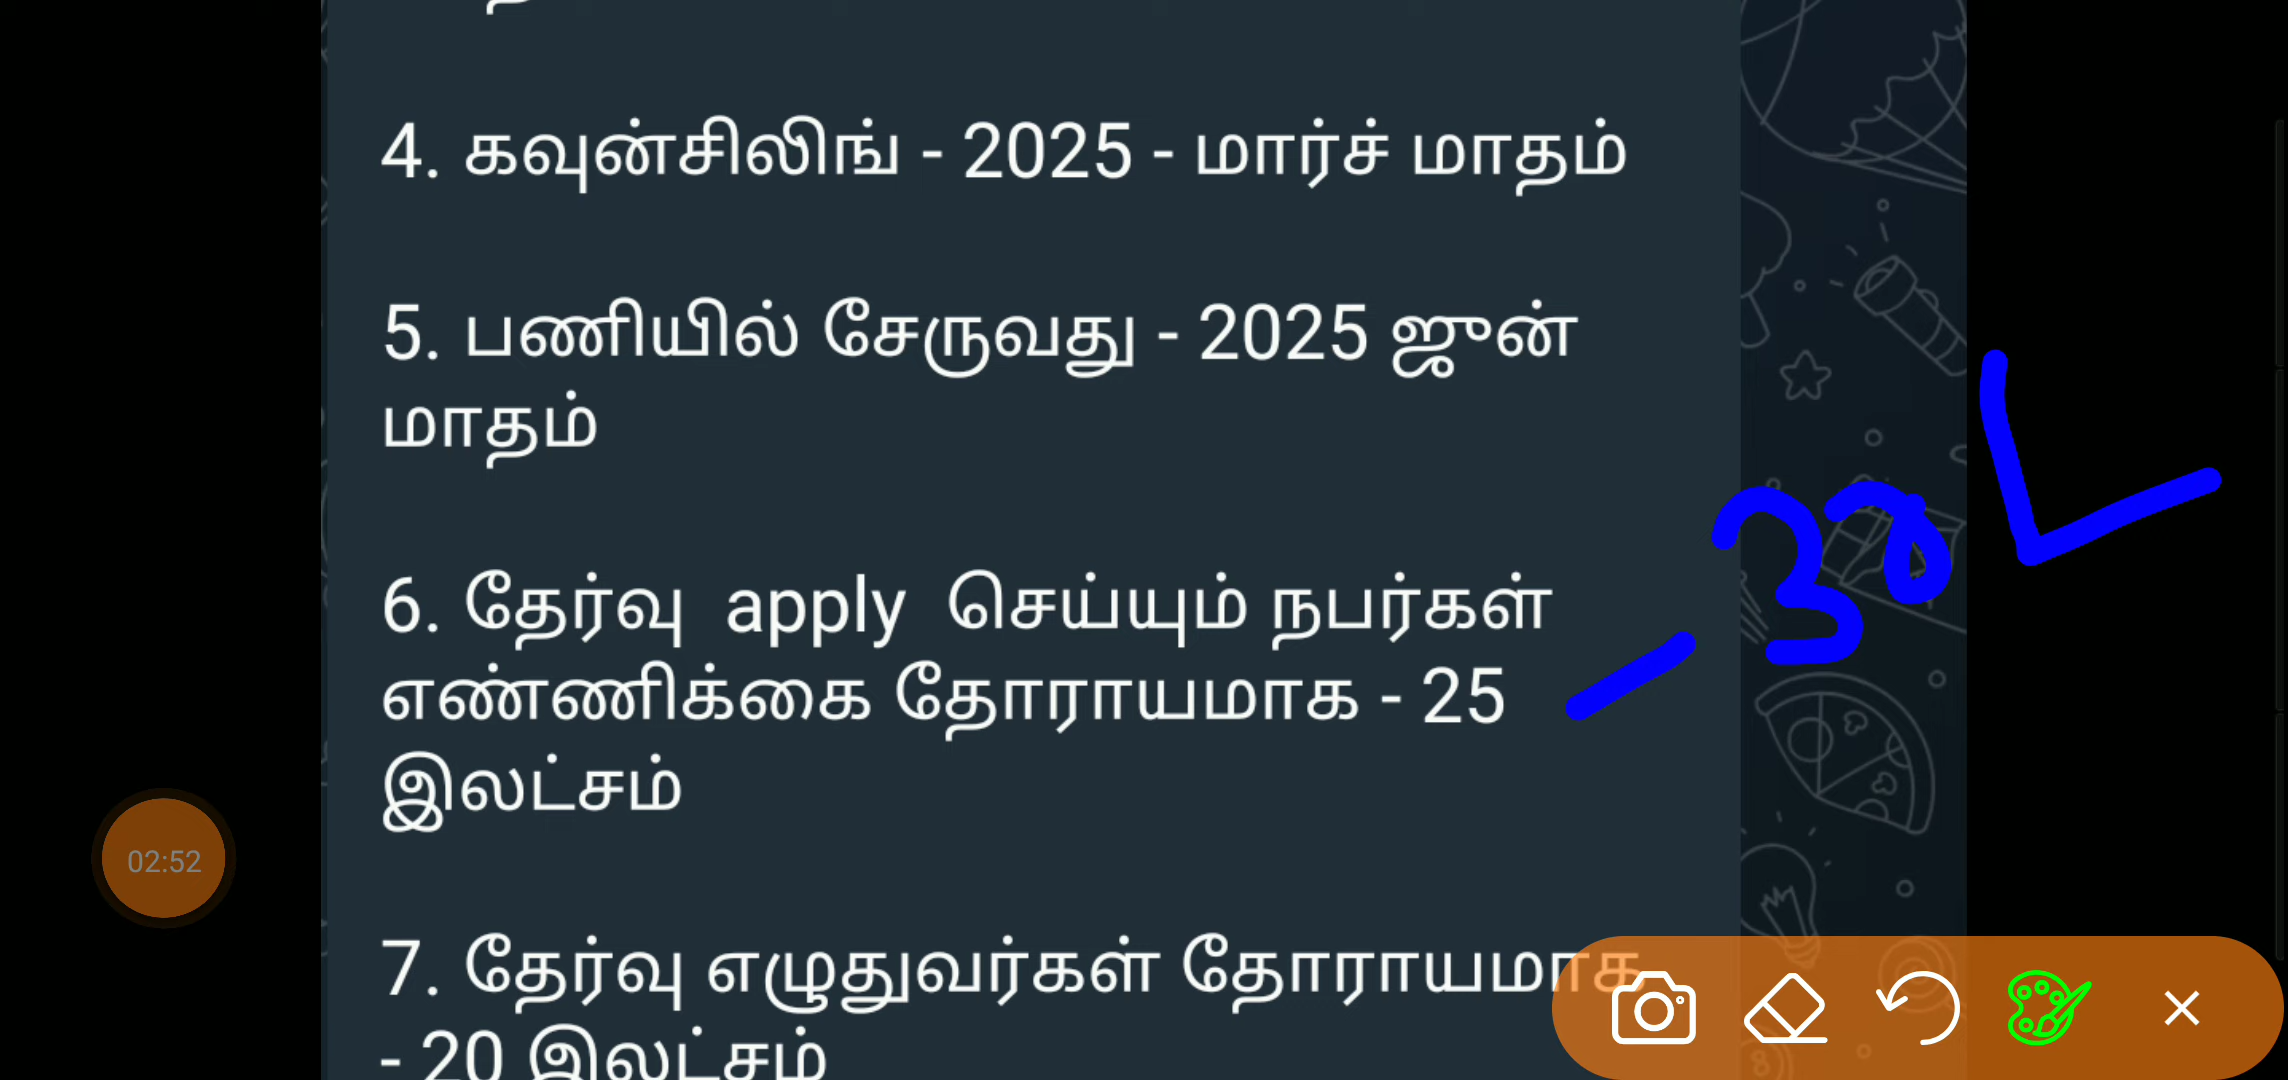 4. கவுன்சிலிங் - 2025 - மார்ச் மாதம்
5. பணியில் சேருவது - 2025 ஜுன்
மாதம்
6. தேர்வு apply செய்யும் நபர்கள்
எண்ணிக்கை தோராயமாக - 25
இலட்சம்
- 30 L
7. தேர்வு எழுதுவர்கள் தோராயமாக
- 20 இலட்சம்
02:52